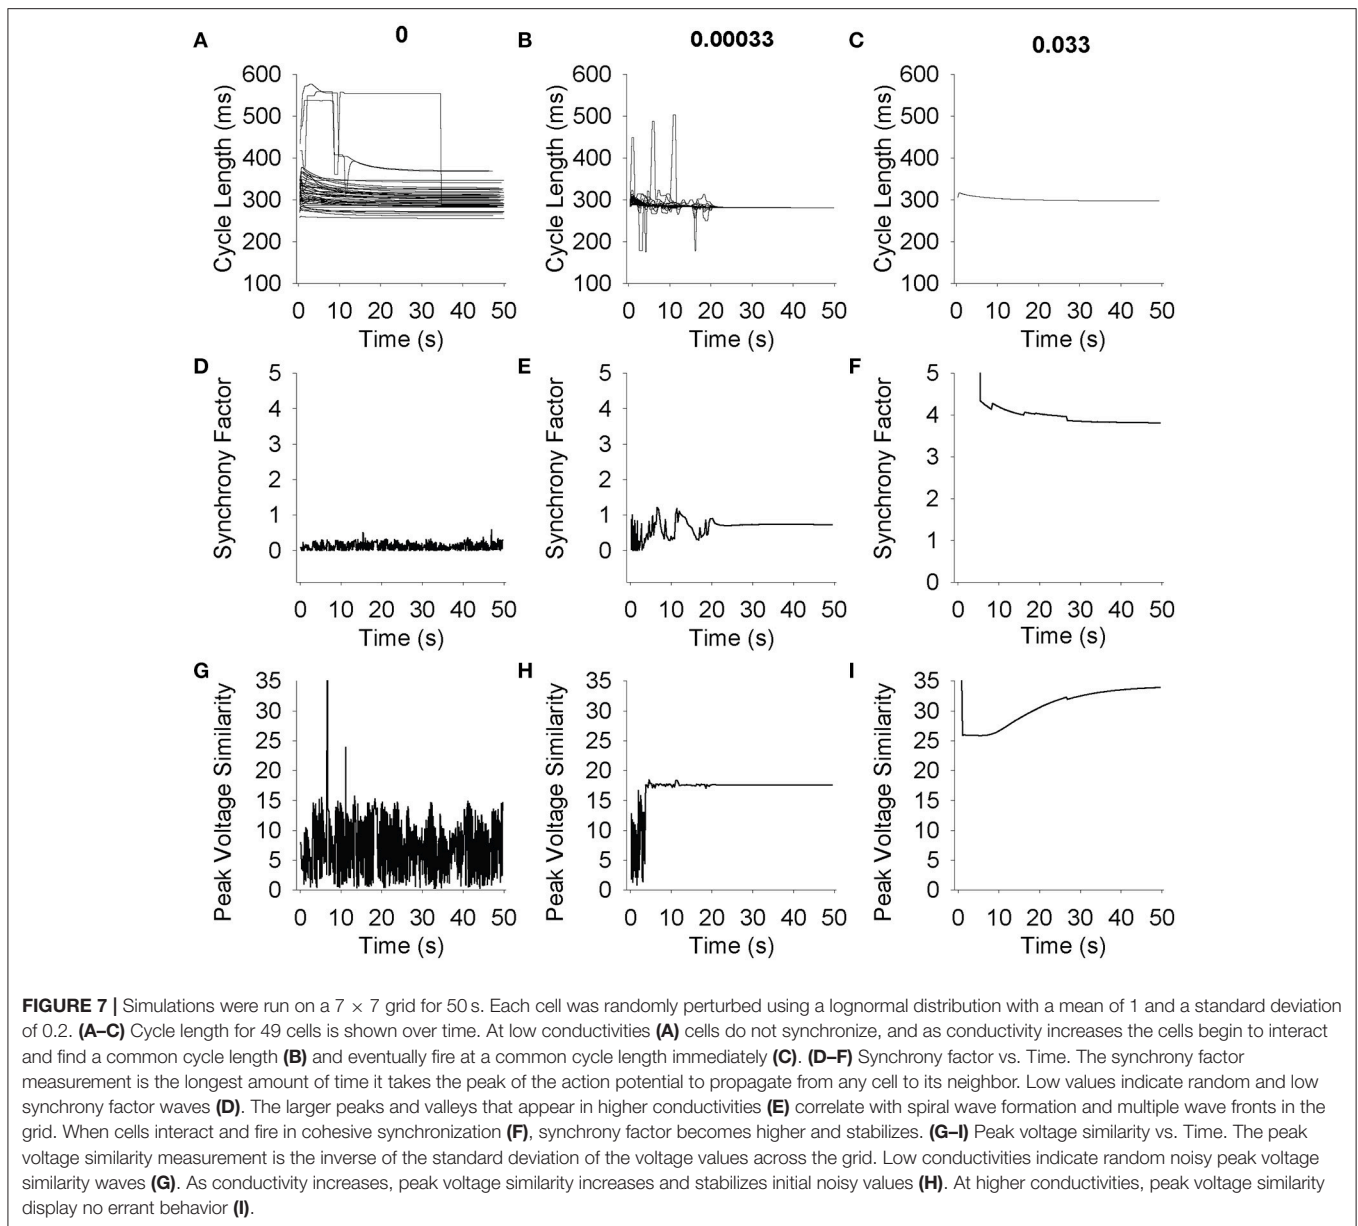 A
0
B
0.00033
C
0.033
600
500
400
300
200
100
Cycle Length (ms)
0 10 20 30 40 50
Time (s)
600
500
400
300
200
100
Cycle Length (ms)
0 10 20 30 40 50
Time (s)
600
500
400
300
200
100
Cycle Length (ms)
0 10 20 30 40 50
Time (s)
D
5
4
3
2
1
0
Synchrony Factor
0 10 20 30 40 50
Time (s)
E
5
4
3
2
1
0
Synchrony Factor
0 10 20 30 40 50
Time (s)
F
5
4
3
2
1
0
Synchrony Factor
0 10 20 30 40 50
Time (s)
G
35
30
25
20
15
10
5
0
Peak Voltage Similarity
0 10 20 30 40 50
Time (s)
H
35
30
25
20
15
10
5
0
Peak Voltage Similarity
0 10 20 30 40 50
Time (s)
I
35
30
25
20
15
10
5
0
Peak Voltage Similarity
0 10 20 30 40 50
Time (s)
FIGURE 7 | Simulations were run on a 7 × 7 grid for 50 s. Each cell was randomly perturbed using a lognormal distribution with a mean of 1 and a standard deviation
of 0.2. (A–C) Cycle length for 49 cells is shown over time. At low conductivities (A) cells do not synchronize, and as conductivity increases the cells begin to interact
and find a common cycle length (B) and eventually fire at a common cycle length immediately (C). (D–F) Synchrony factor vs. Time. The synchrony factor
measurement is the longest amount of time it takes the peak of the action potential to propagate from any cell to its neighbor. Low values indicate random and low
synchrony factor waves (D). The larger peaks and valleys that appear in higher conductivities (E) correlate with spiral wave formation and multiple wave fronts in the
grid. When cells interact and fire in cohesive synchronization (F), synchrony factor becomes higher and stabilizes. (G–I) Peak voltage similarity vs. Time. The peak
voltage similarity measurement is the inverse of the standard deviation of the voltage values across the grid. Low conductivities indicate random noisy peak voltage
similarity waves (G). As conductivity increases, peak voltage similarity increases and stabilizes initial noisy values (H). At higher conductivities, peak voltage similarity
display no errant behavior (I).